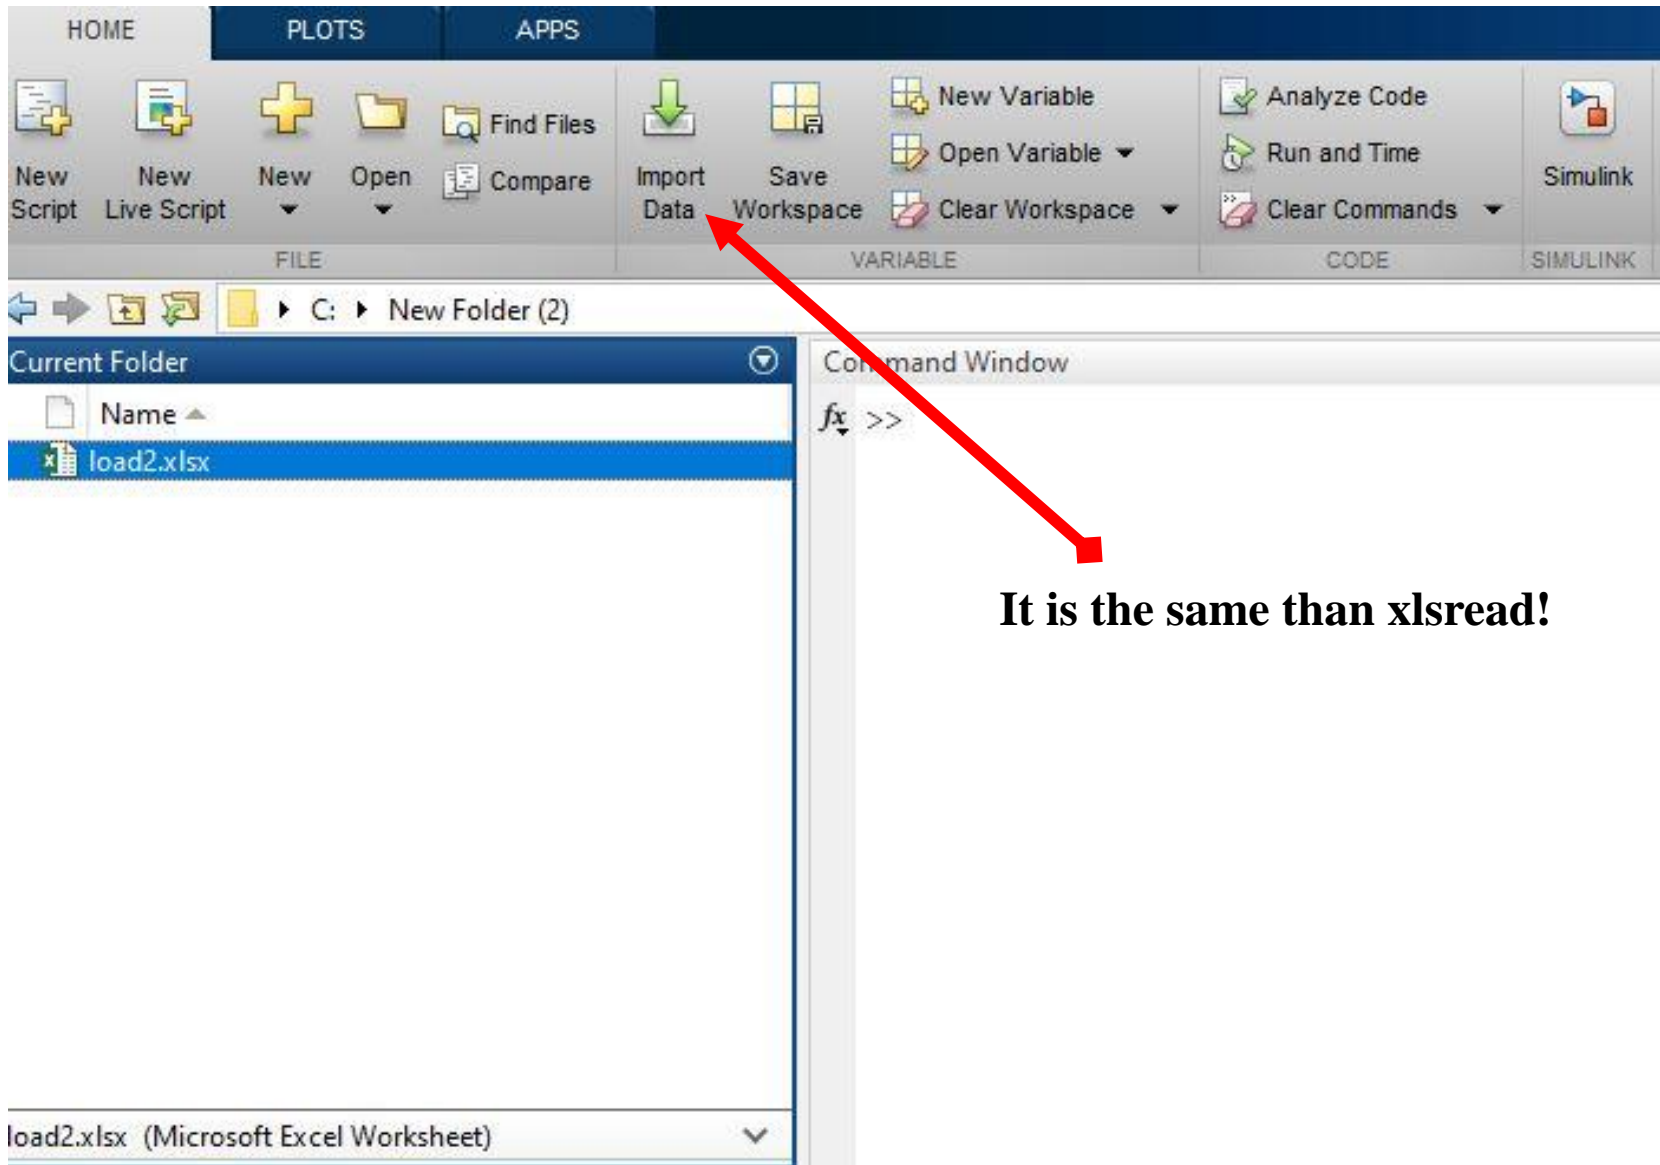 HOME PLOTS APPS
New Script
New Live Script
New
Open
Find Files
Compare
Import Data
Save Workspace
New Variable
Open Variable
Clear Workspace
Analyze Code
Run and Time
Clear Commands
Simulink
FILE VARIABLE CODE SIMULINK
C: New Folder (2)
Current Folder
Name
load2.xlsx
Command Window
fx >>
It is the same than xlsread!
load2.xlsx (Microsoft Excel Worksheet)